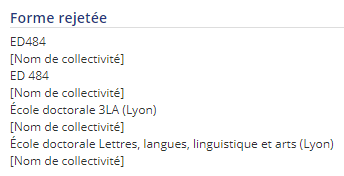 Forme rejetée
ED484
[Nom de collectivité]
ED 484
[Nom de collectivité]
École doctorale 3LA (Lyon)
[Nom de collectivité]
École doctorale Lettres, langues, linguistique et arts (Lyon)
[Nom de collectivité]